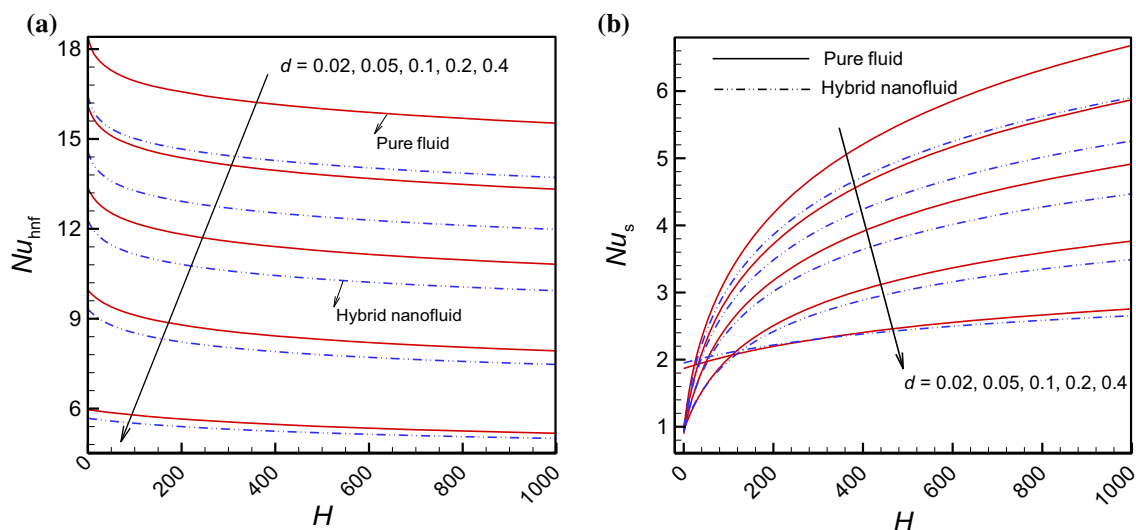 (a)
18
15
12
9
6
Nu_hnf
d = 0.02, 0.05, 0.1, 0.2, 0.4
Pure fluid
Hybrid nanofluid
0 200 400 600 800 1000
H
(b)
6
5
4
3
2
1
Nu_s
Pure fluid
Hybrid nanofluid
d = 0.02, 0.05, 0.1, 0.2, 0.4
0 200 400 600 800 1000
H